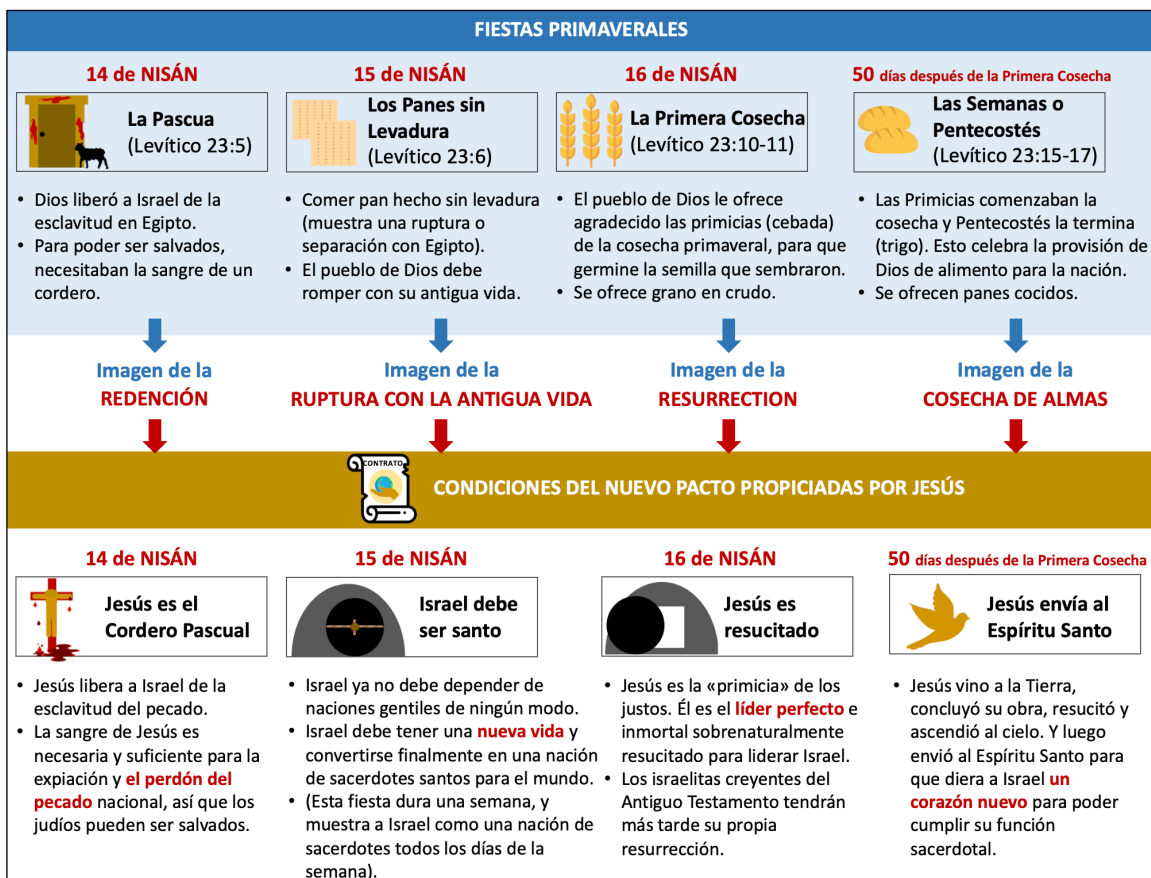 FIESTAS PRIMAVERALES
14 de NISÁN
La Pascua
(Levítico 23:5)
• Dios liberó a Israel de la
esclavitud en Egipto.
• Para poder ser salvados,
necesitaban la sangre de un
cordero.
15 de NISÁN
Los Panes sin
Levadura
(Levítico 23:6)
• Comer pan hecho sin levadura
(muestra una ruptura o
separación con Egipto).
• El pueblo de Dios debe
romper con su antigua vida.
16 de NISÁN
La Primera Cosecha
(Levítico 23:10-11)
• El pueblo de Dios le ofrece
agradecido las primicias (cebada)
de la cosecha primaveral, para que
germine la semilla que sembraron.
• Se ofrece grano en crudo.
50 días después de la Primera Cosecha
Las Semanas o
Pentecostés
(Levítico 23:15-17)
• Las Primicias comenzaban la
cosecha y Pentecostés la termina
(trigo). Esto celebra la provisión de
Dios de alimento para la nación.
• Se ofrecen panes cocidos.
Imagen de la
REDENCIÓN
Imagen de la
RUPTURA CON LA ANTIGUA VIDA
Imagen de la
RESURRECTION
Imagen de la
COSECHA DE ALMAS
CONTRATO
CONDICIONES DEL NUEVO PACTO PROPICIADAS POR JESÚS
14 de NISÁN
Jesús es el
Cordero Pascual
• Jesús libera a Israel de la
esclavitud del pecado.
• La sangre de Jesús es
necesaria y suficiente para la
expiación y el perdón del
pecado nacional, así que los
judíos pueden ser salvados.
15 de NISÁN
Israel debe
ser santo
• Israel ya no debe depender de
naciones gentiles de ningún modo.
• Israel debe tener una nueva vida y
convertirse finalmente en una nación
de sacerdotes santos para el mundo.
• (Esta fiesta dura una semana, y
muestra a Israel como una nación de
sacerdotes todos los días de la
semana).
16 de NISÁN
Jesús es
resucitado
• Jesús es la «primicia» de los
justos. Él es el líder perfecto e
inmortal sobrenaturalmente
resucitado para liderar Israel.
• Los israelitas creyentes del
Antiguo Testamento tendrán
más tarde su propia
resurrección.
50 días después de la Primera Cosecha
Jesús envía al
Espíritu Santo
• Jesús vino a la Tierra,
concluyó su obra, resucitó y
ascendió al cielo. Y luego
envió al Espíritu Santo para
que diera a Israel un
corazón nuevo para poder
cumplir su función
sacerdotal.